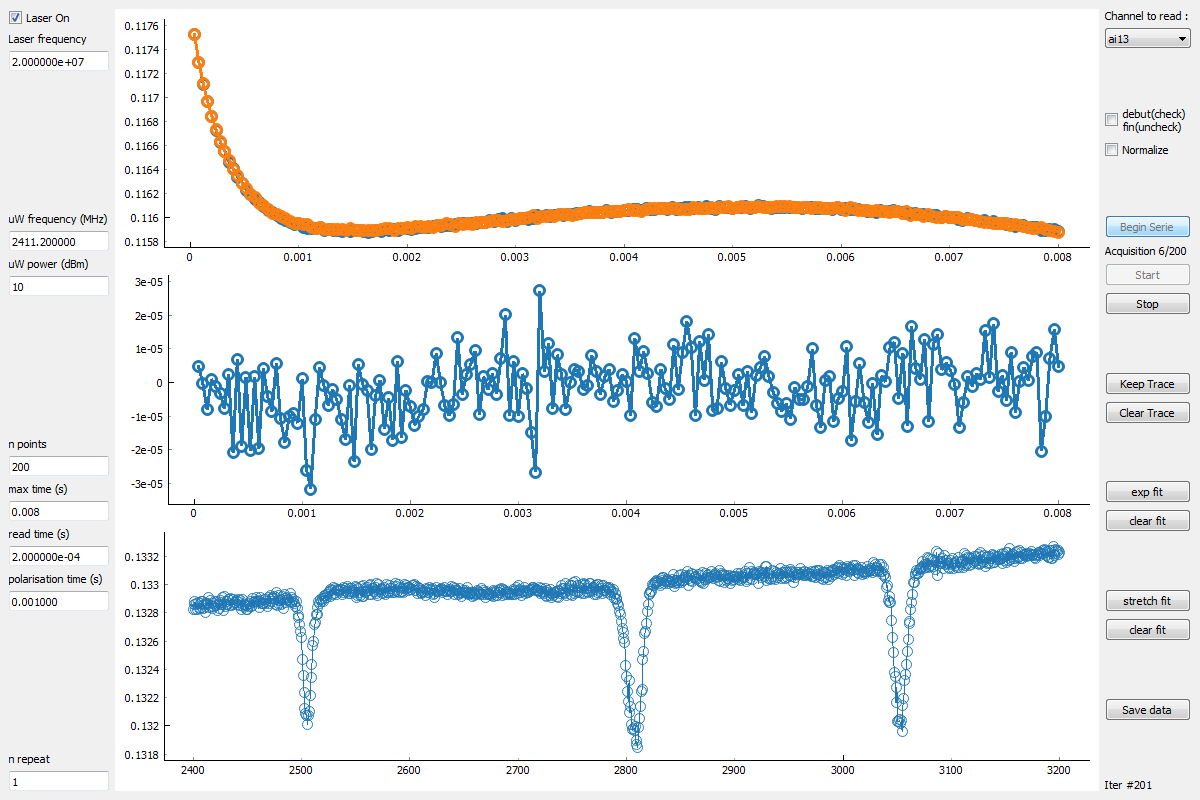 Laser On
Laser frequency
2.000000e+07
uW frequency (MHz)
2411.200000
uW power (dBm)
10
n points
200
max time (s)
0.008
read time (s)
2.000000e-04
polarisation time (s)
0.001000
n repeat
1
0.1176
0.1174
0.1172
0.117
0.1168
0.1166
0.1164
0.1162
0.116
0.1158
0 0.001 0.002 0.003 0.004 0.005 0.006 0.007 0.008
3e-05
2e-05
1e-05
0
-1e-05
-2e-05
-3e-05
0 0.001 0.002 0.003 0.004 0.005 0.006 0.007 0.008
0.1332
0.133
0.1328
0.1326
0.1324
0.1322
0.132
0.1318
2400 2500 2600 2700 2800 2900 3000 3100 3200
Channel to read :
ai13
debut(check)
fin(uncheck)
Normalize
Begin Serie
Acquisition 6/200
Start
Stop
Keep Trace
Clear Trace
exp fit
clear fit
stretch fit
clear fit
Save data
Iter #201